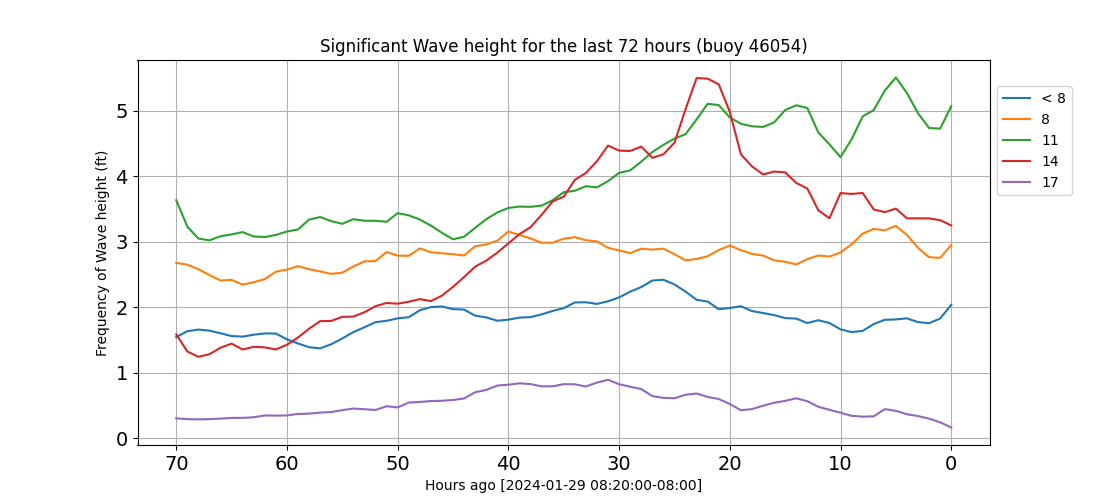 Significant Wave height for the last 72 hours (buoy 46054)
< 8
8
11
14
17
Frequency of Wave height (ft)
5
4
3
2
1
0
70 60 50 40 30 20 10 0
Hours ago [2024-01-29 08:20:00-08:00]